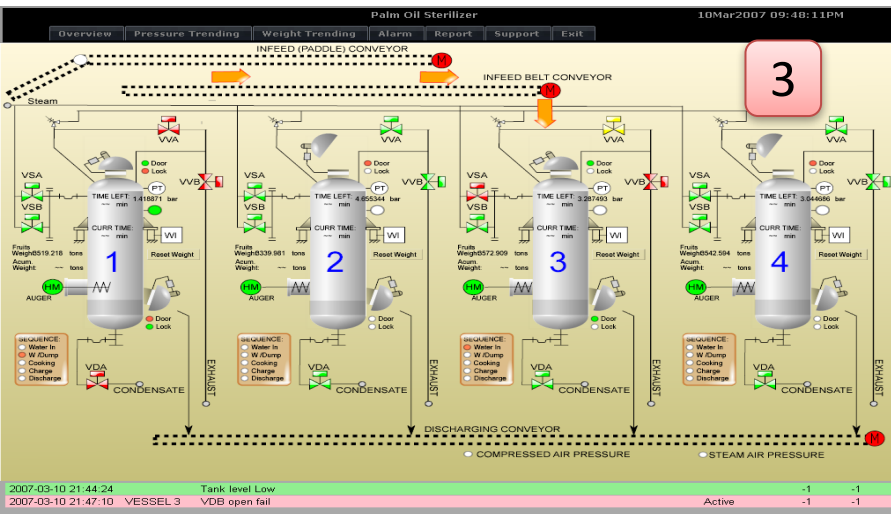 Palm Oil Sterilizer
10Mar2007 09:48:11PM
Overview Pressure Trending Weight Trending Alarm Report Support Exit
INFEED (PADDLE) CONVEYOR
M
INFEED BELT CONVEYOR
M
3
Steam
VVA
Door
Lock
VSA
VSB
VVB
PT
TIME LEFT: 1.418871 bar
~~ min
CURR TIME:
~~ min
WI
1
Fruits
Weight3519.218 tons
Acum.
Weight: ~~ tons
Reset Weight
HM
AUGER
Door
Lock
SEQUENCE:
Water In
W /Dump
Cooking
Charge
Discharge
VDA
CONDENSATE
EXHAUST
VVA
Door
Lock
VSA
VSB
VVB
PT
TIME LEFT: 4.655344 bar
~~ min
CURR TIME:
~~ min
WI
2
Fruits
Weight3339.981 tons
Acum.
Weight: ~~ tons
Reset Weight
HM
AUGER
Door
Lock
SEQUENCE:
Water In
W /Dump
Cooking
Charge
Discharge
VDA
CONDENSATE
EXHAUST
VVA
Door
Lock
VSA
VSB
VVB
PT
TIME LEFT: 3.287493 bar
~~ min
CURR TIME:
~~ min
WI
3
Fruits
Weight3572.909 tons
Acum.
Weight: ~~ tons
Reset Weight
HM
AUGER
Door
Lock
SEQUENCE:
Water In
W /Dump
Cooking
Charge
Discharge
VDA
CONDENSATE
EXHAUST
VVA
Door
Lock
VSA
VSB
VVB
PT
TIME LEFT: 3.044686 bar
~~ min
CURR TIME:
~~ min
WI
4
Fruits
Weight3542.594 tons
Acum.
Weight: ~~ tons
Reset Weight
HM
AUGER
Door
Lock
SEQUENCE:
Water In
W /Dump
Cooking
Charge
Discharge
VDA
CONDENSATE
EXHAUST
DISCHARGING CONVEYOR
M
COMPRESSED AIR PRESSURE
STEAM AIR PRESSURE
2007-03-10 21:44:24 Tank level Low -1 -1
2007-03-10 21:47:10 VESSEL 3 VDB open fail Active -1 -1